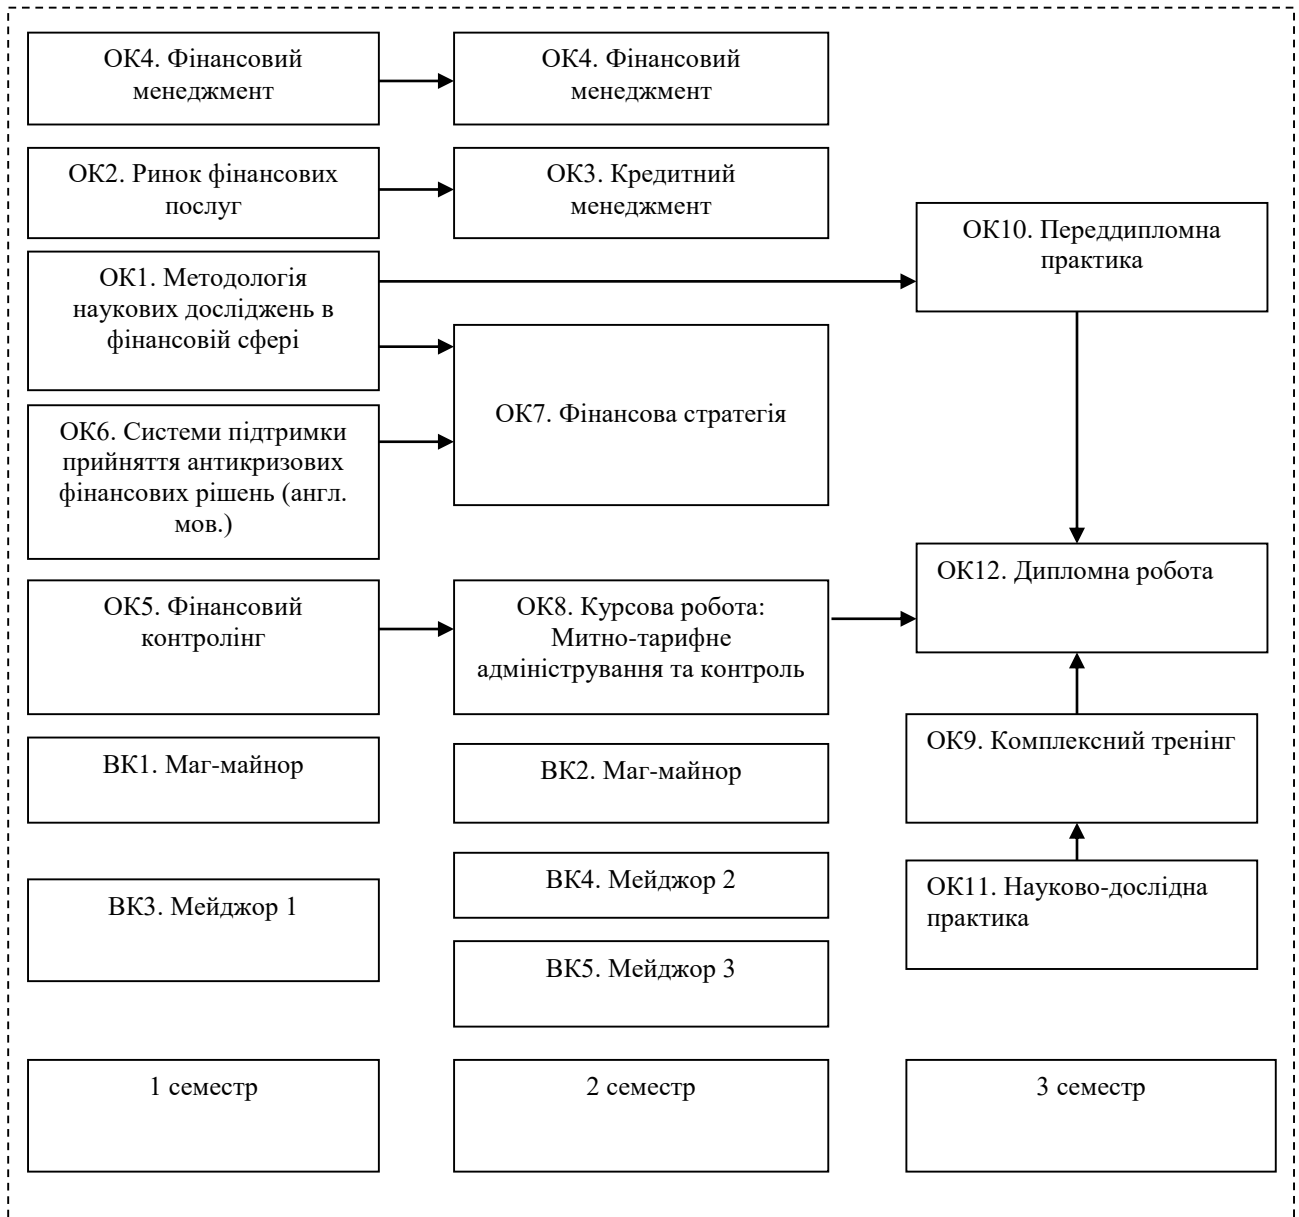 ОК4. Фінансовий
менеджмент
ОК4. Фінансовий
менеджмент
ОК2. Ринок фінансових
послуг
ОК3. Кредитний
менеджмент
ОК10. Переддипломна
практика
ОК1. Методологія
наукових досліджень в
фінансовій сфері
ОК7. Фінансова стратегія
ОК6. Системи підтримки
прийняття антикризових
фінансових рішень (англ.
мов.)
ОК12. Дипломна робота
ОК5. Фінансовий
контролінг
ОК8. Курсова робота:
Митно-тарифне
адміністрування та контроль
ОК9. Комплексний тренінг
ВК1. Маг-майнор
ВК2. Маг-майнор
ВК4. Мейджор 2
ОК11. Науково-дослідна
практика
ВК3. Мейджор 1
ВК5. Мейджор 3
1 семестр
2 семестр
3 семестр